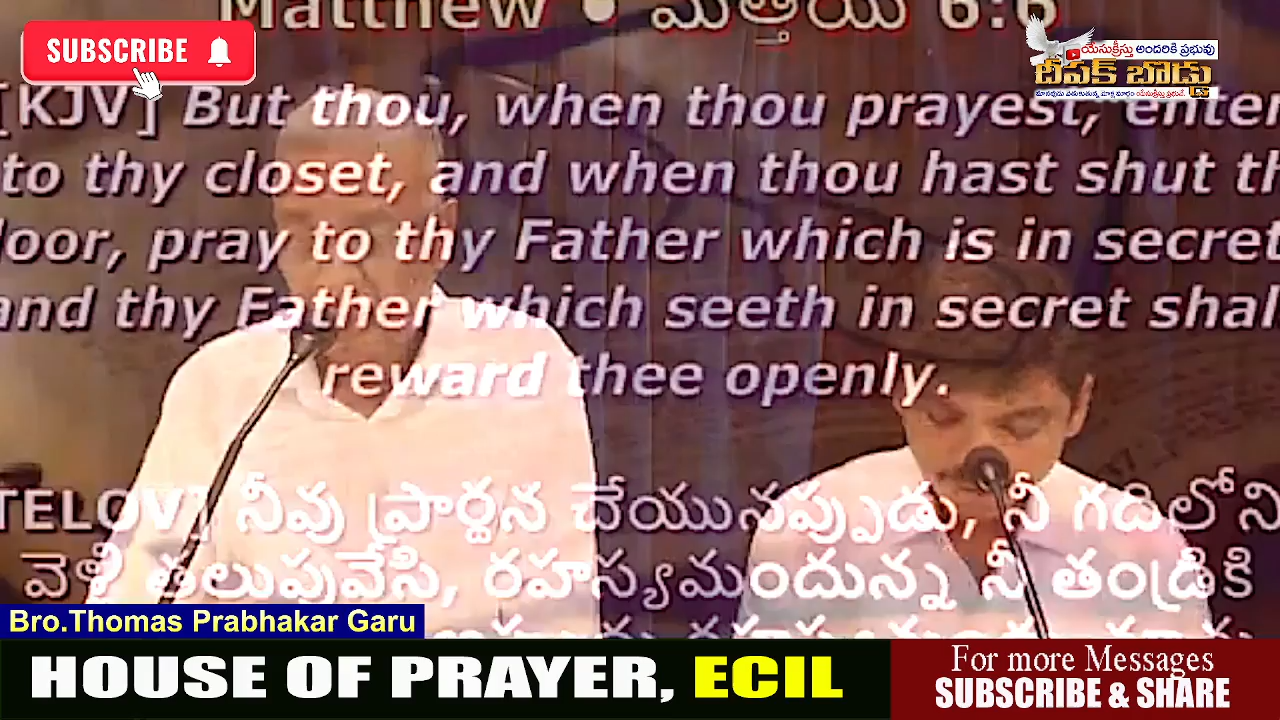 Matthew • మత్తయి 6:6
SUBSCRIBE
యేసుక్రీస్తు అందరికి ప్రభువు
దీపక్ బొడ్డు
[KJV] But thou, when thou prayest, enter
to thy closet, and when thou hast shut th
oor, pray to thy Father which is in secret
and thy Father which seeth in secret shal
reward thee openly.
TELOV] నీవు ప్రార్థన చేయునప్పుడు, నీ గదిలోని
వెళ్లి తలుపువేసి, రహస్యమందున్న నీ తండ్రికి
Bro.Thomas Prabhakar Garu
HOUSE OF PRAYER, ECIL
For more Messages
SUBSCRIBE & SHARE